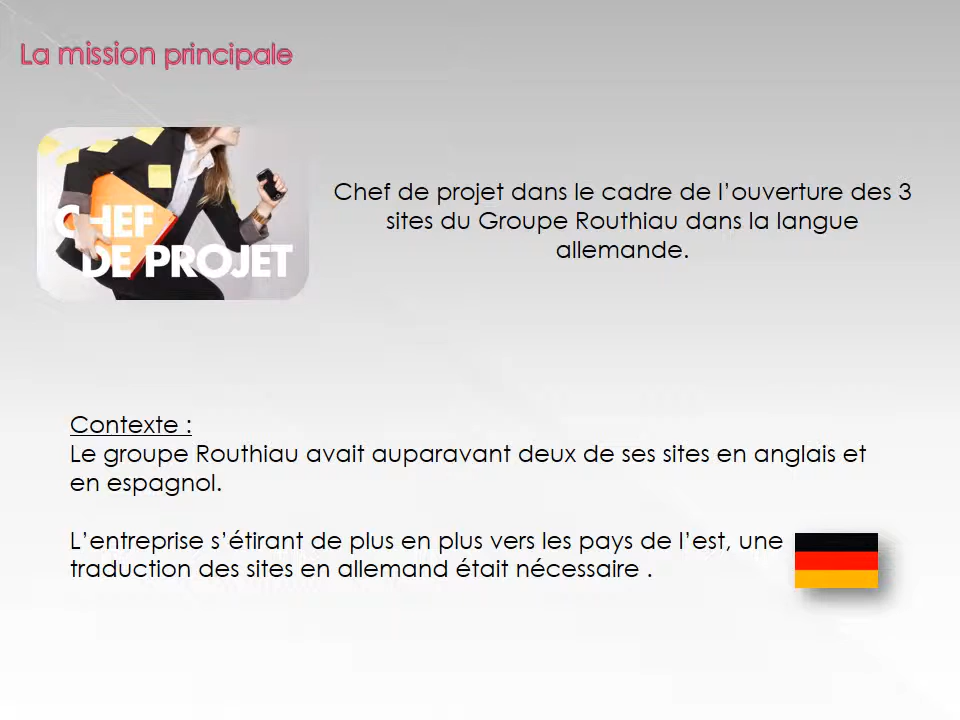 La mission principale
CHEF
DE PROJET
Chef de projet dans le cadre de l’ouverture des 3
sites du Groupe Routhiau dans la langue
allemande.
Contexte :
Le groupe Routhiau avait auparavant deux de ses sites en anglais et
en espagnol.
L’entreprise s’étirant de plus en plus vers les pays de l’est, une
traduction des sites en allemand était nécessaire .